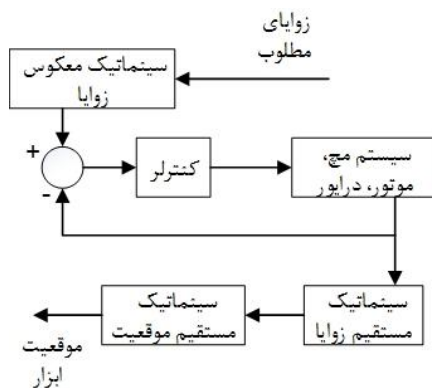 زوایای
مطلوب
سینماتیک معکوس
زوایا
+
-
کنترلر
سیستم مچ،
موتور، درایور
سینماتیک
مستقیم زوایا
سینماتیک
مستقیم موقعیت
موقعیت
ابزار